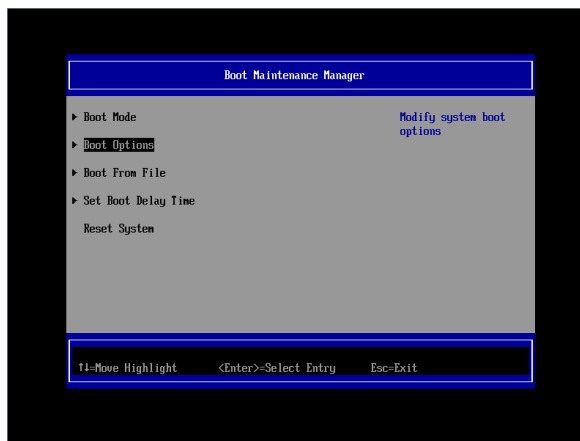 Boot Maintenance Manager
▶ Boot Mode
Modify system boot
options
▶ Boot Options
▶ Boot From File
▶ Set Boot Delay Time
Reset System
↑↓=Move Highlight <Enter>=Select Entry Esc=Exit